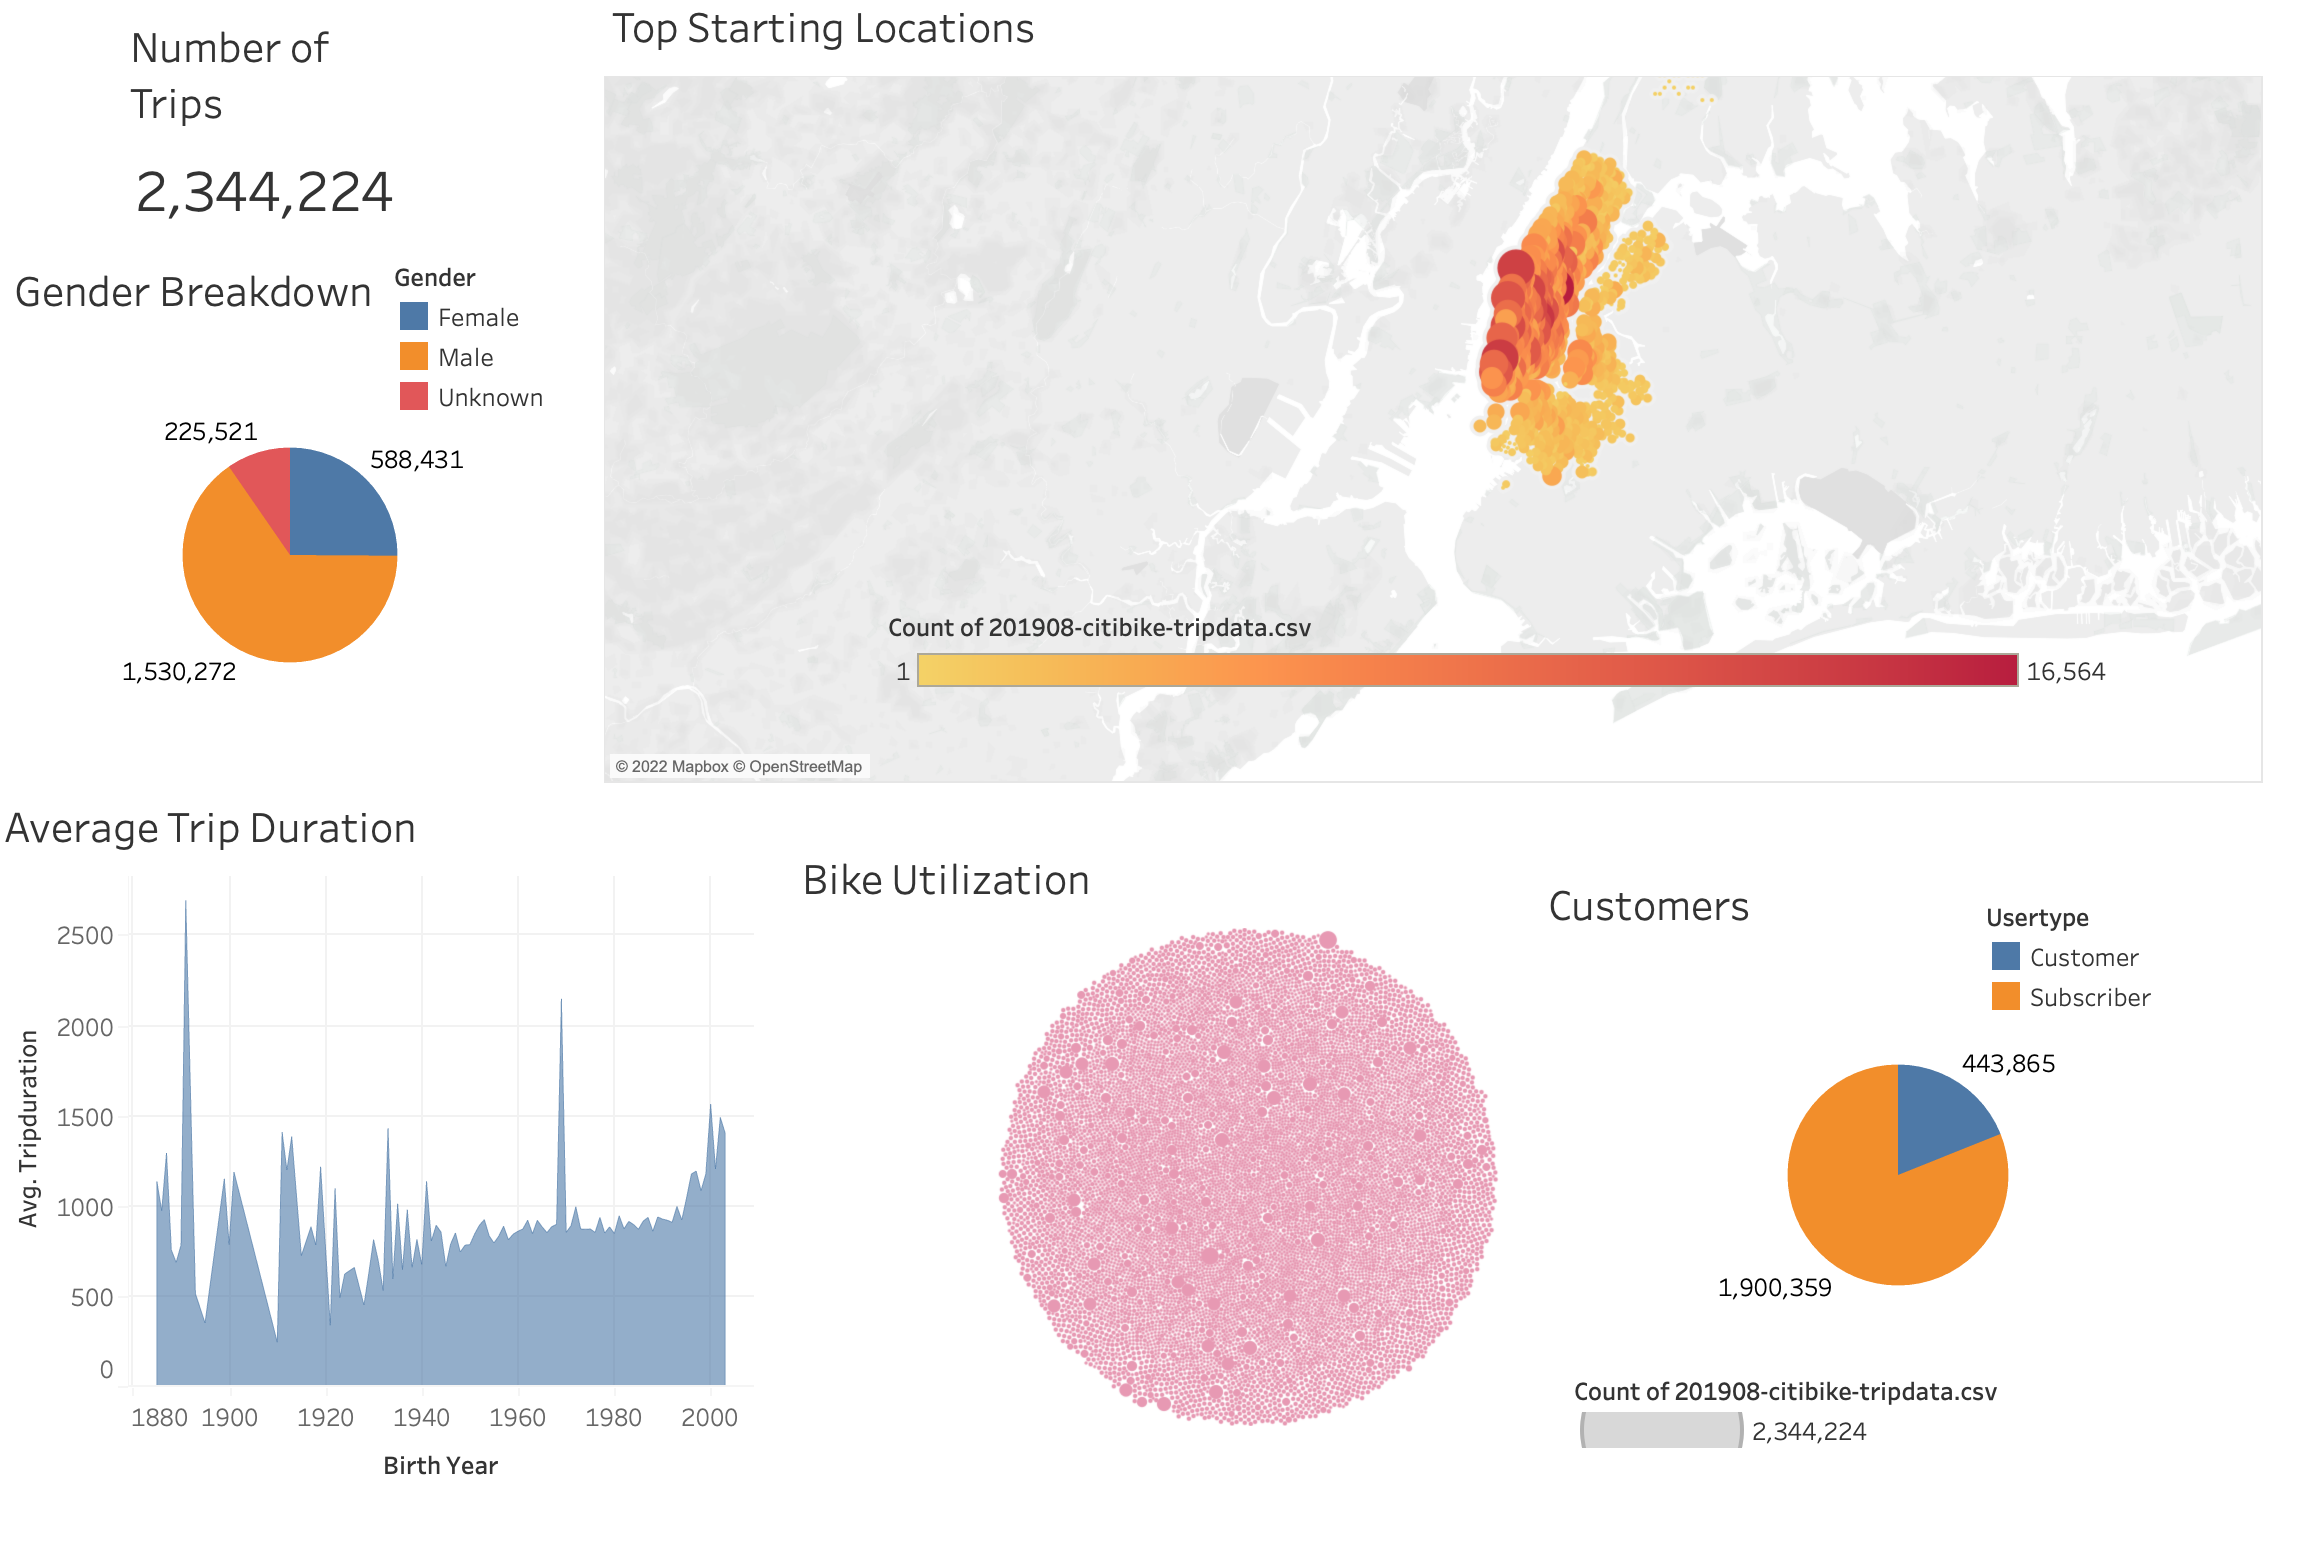 Number of
Trips
2,344,224
Gender Breakdown
Gender
Female
Male
Unknown
225,521
588,431
1,530,272
Top Starting Locations
Count of 201908-citibike-tripdata.csv
1
16,564
© 2022 Mapbox © OpenStreetMap
Average Trip Duration
Avg. Tripduration
2500
2000
1500
1000
500
0
1880 1900 1920 1940 1960 1980 2000
Birth Year
Bike Utilization
Customers
Usertype
Customer
Subscriber
443,865
1,900,359
Count of 201908-citibike-tripdata.csv
2,344,224